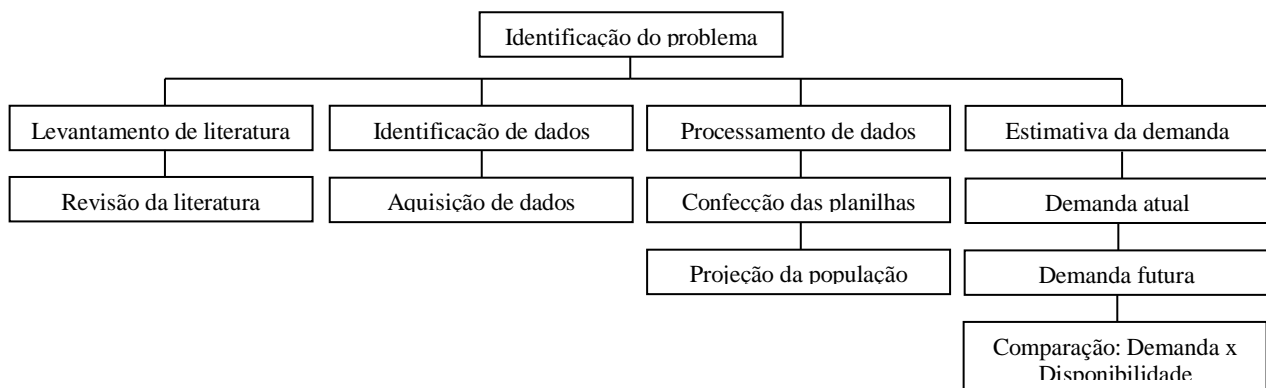 Identificação do problema
Levantamento de literatura
Identificação de dados
Processamento de dados
Estimativa da demanda
Revisão da literatura
Aquisição de dados
Confecção das planilhas
Demanda atual
Projeção da população
Demanda futura
Comparação: Demanda x
Disponibilidade